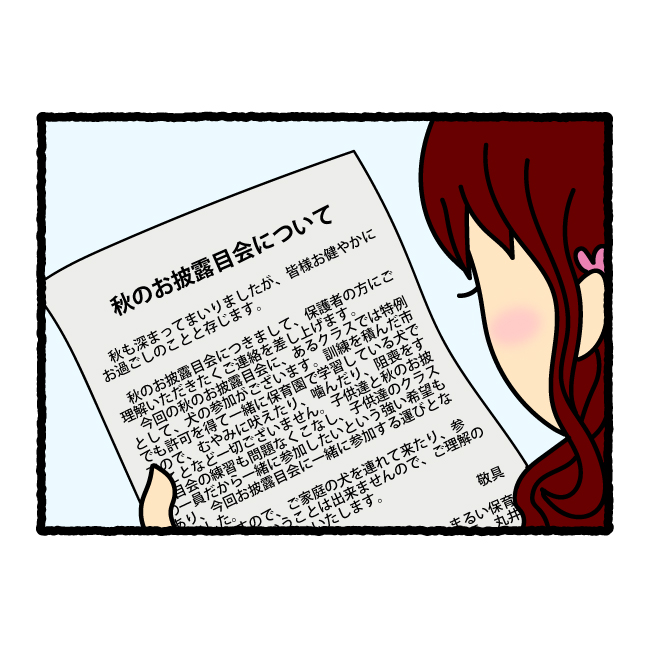 秋のお披露目会について
秋も深まってまいりましたが、皆様お健やかに
お過ごしのことと存じます。
秋のお披露目会につきまして、保護者の方にご
理解いただきたくご連絡を差し上げます。
今回の秋のお披露目会に、あるクラスでは特例
として、犬の参加がございます。訓練を積んだ市
でも許可を得て一緒に保育園で学習している犬で
ので、むやみに吠えたり、噛んだり、阻喪をす
ことなど一切ございません。子供達と秋のお披
会の練習も問題なくこなし、子供達のクラス
一員だから一緒に参加したいという強い希望も
今回お披露目会に一緒に参加する運びとな
した。
すので、ご家庭の犬を連れて来たり、参
うことは出来ませんので、ご理解の
いたします。
敬具
まるい保育
丸井